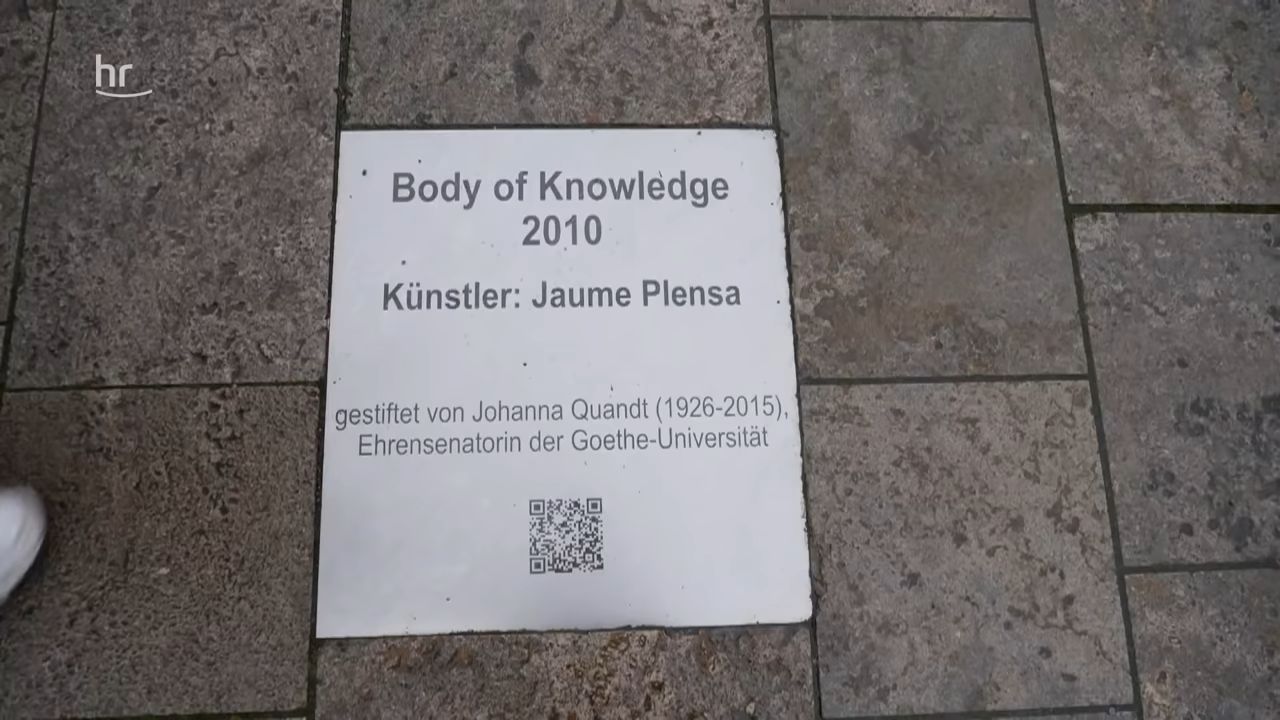 hr
Body of Knowledge
2010
Künstler: Jaume Plensa
gestiftet von Johanna Quandt (1926-2015),
Ehrensenatorin der Goethe-Universität